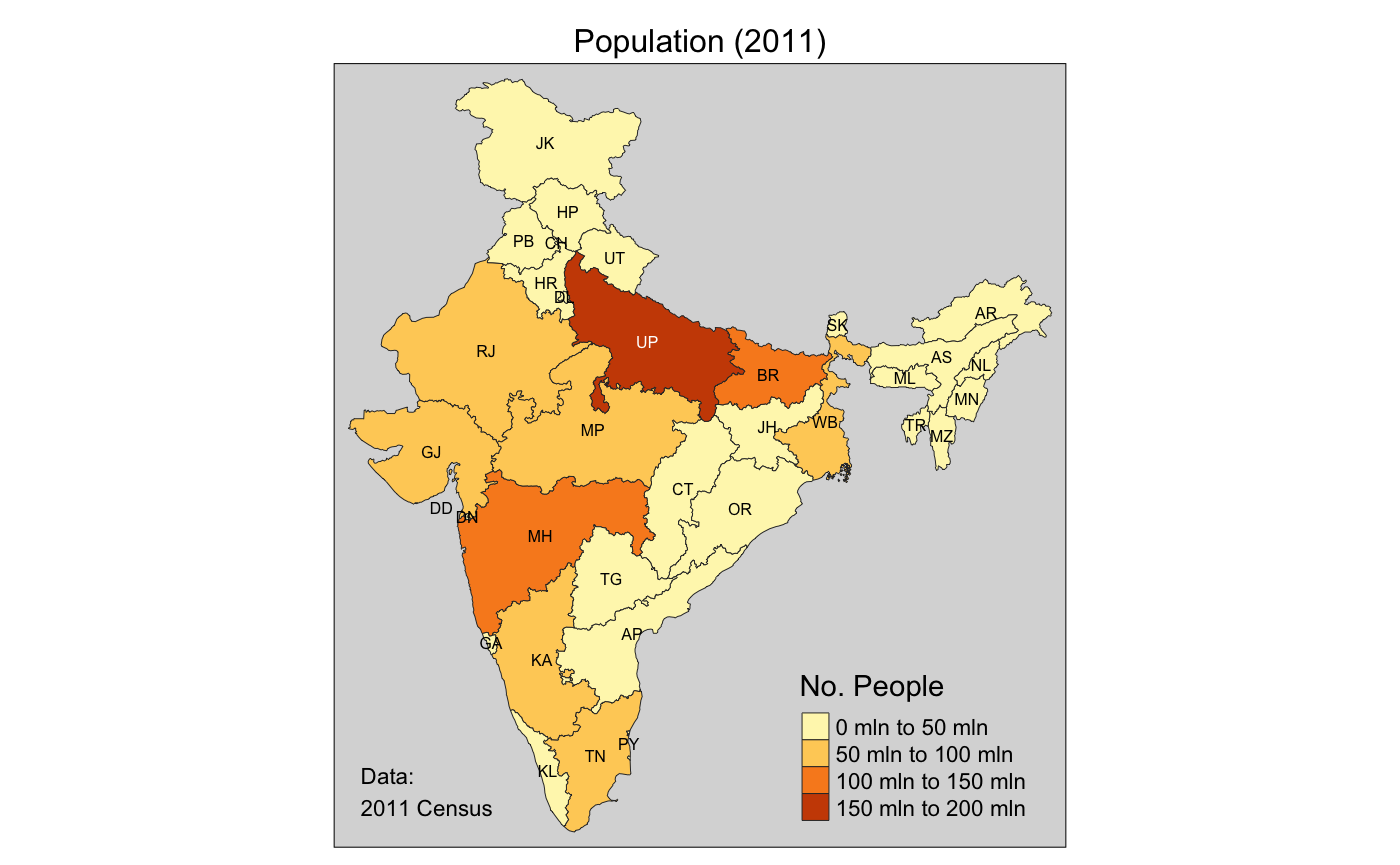 Population (2011)
JK
HP
PB
CH
UT
HR
DL
AR
SK
UP
RJ
AS
NL
BR
ML
MN
WB
TR
JH
MP
MZ
GJ
CT
DD
OR
DN
MH
TG
AP
GA
KA
No. People
0 mln to 50 mln
PY
50 mln to 100 mln
TN
KL
Data:
100 mln to 150 mln
2011 Census
150 mln to 200 mln